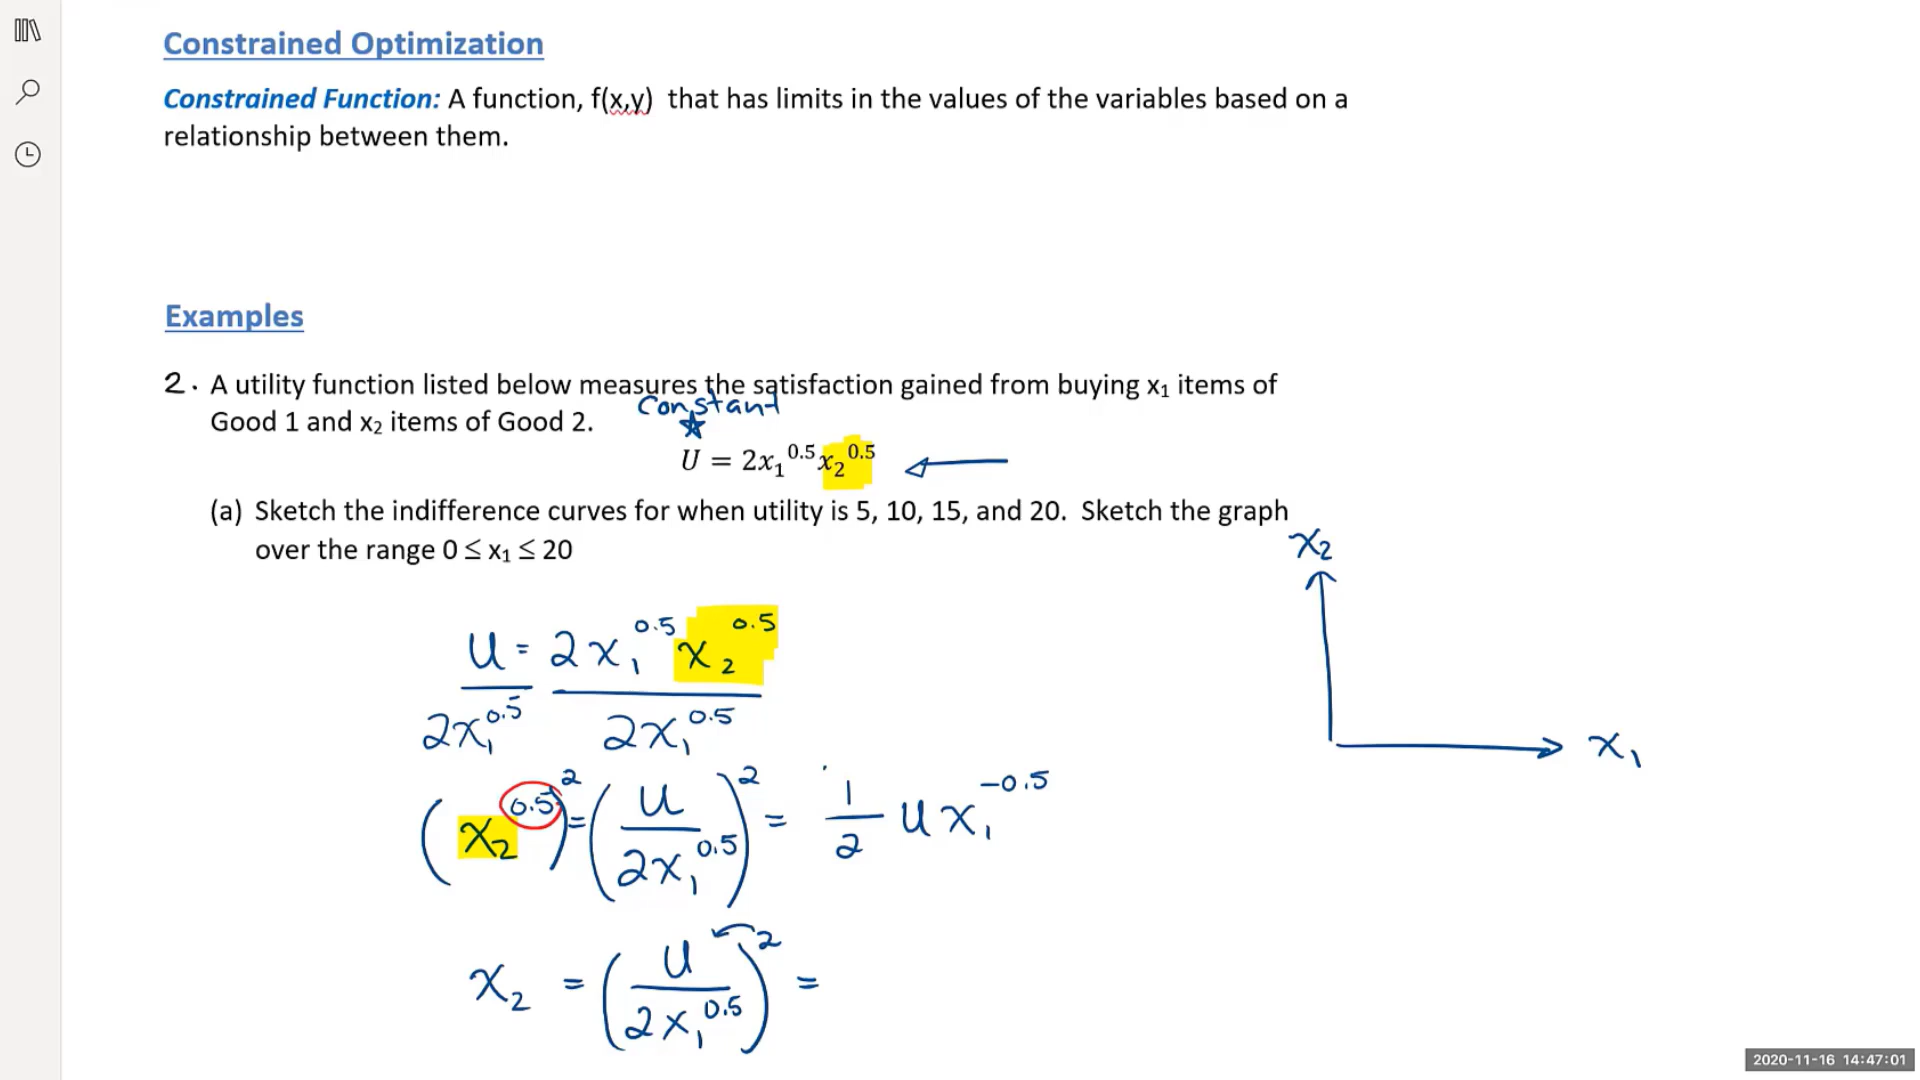 Constrained Optimization
Constrained Function: A function, f(x,y) that has limits in the values of the variables based on a
relationship between them.
Examples
2. A utility function listed below measures the satisfaction gained from buying x₁ items of
Good 1 and x₂ items of Good 2.
constant
U = 2x₁^0.5 x₂^0.5
(a) Sketch the indifference curves for when utility is 5, 10, 15, and 20. Sketch the graph
over the range 0 ≤ x₁ ≤ 20
x₂
x₁
U = 2x₁^0.5 x₂^0.5
2x₁^0.5 2x₁^0.5
(x₂^0.5)^2 = (U / 2x₁^0.5)^2 = 1/2 U x₁^-0.5
x₂ = (U / 2x₁^0.5)^2 =
2020-11-16 14:47:01